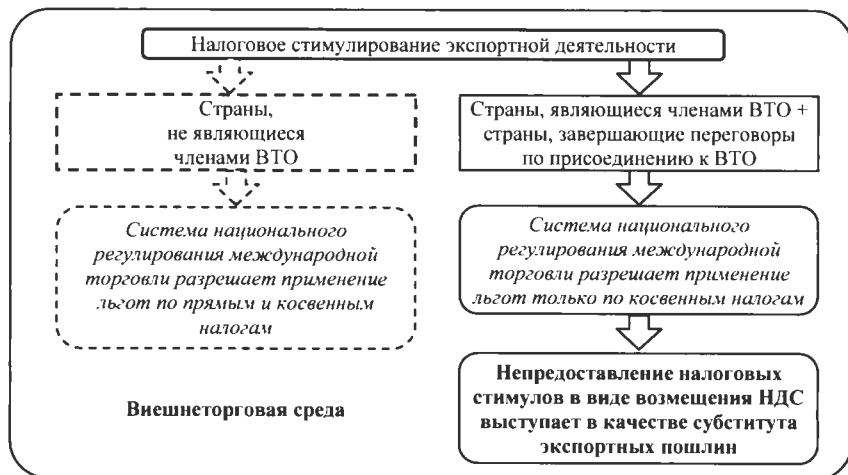 Налоговое стимулирование экспортной деятельности
Страны,
не являющиеся
членами ВТО
Страны, являющиеся членами ВТО +
страны, завершающие переговоры
по присоединению к ВТО
Система национального
регулирования международной
торговли разрешает применение
льгот по прямым и косвенным
налогам
Система национального
регулирования международной
торговли разрешает применение
льгот только по косвенным налогам
Внешнеторговая среда
Непредоставление налоговых
стимулов в виде возмещения НДС
выступает в качестве субститута
экспортных пошлин